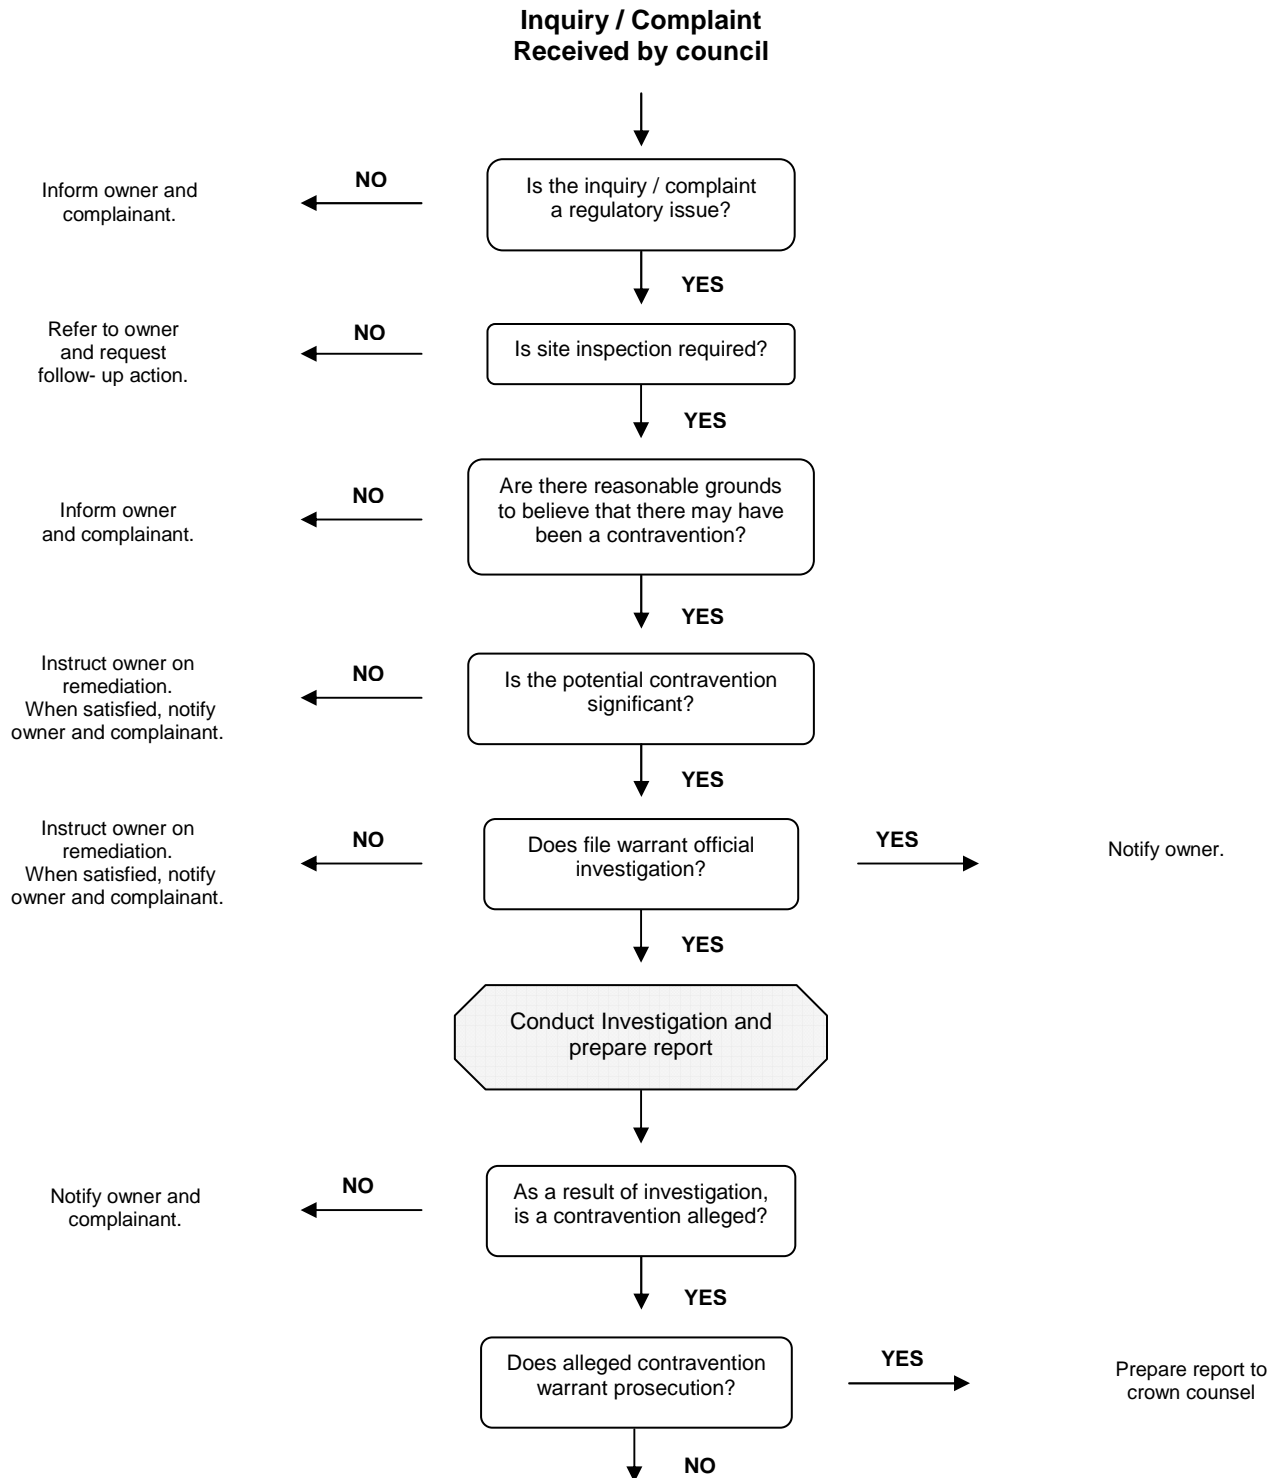 Inquiry / Complaint
Received by council
Is the inquiry / complaint
a regulatory issue?
NO
Inform owner and
complainant.
YES
Is site inspection required?
NO
Refer to owner
and request
follow- up action.
YES
Are there reasonable grounds
to believe that there may have
been a contravention?
NO
Inform owner
and complainant.
YES
Is the potential contravention
significant?
NO
Instruct owner on
remediation.
When satisfied, notify
owner and complainant.
YES
Does file warrant official
investigation?
NO
Instruct owner on
remediation.
When satisfied, notify
owner and complainant.
YES
Notify owner.
YES
Conduct Investigation and
prepare report
As a result of investigation,
is a contravention alleged?
NO
Notify owner and
complainant.
YES
Does alleged contravention
warrant prosecution?
YES
Prepare report to
crown counsel
NO